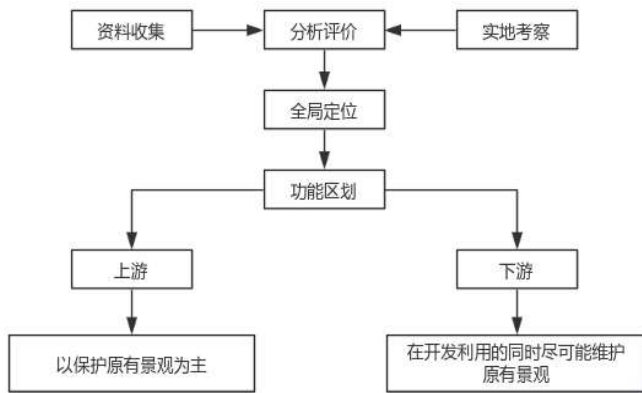 资料收集
分析评价
实地考察
全局定位
功能区划
上游
下游
以保护原有景观为主
在开发利用的同时尽可能维护
原有景观